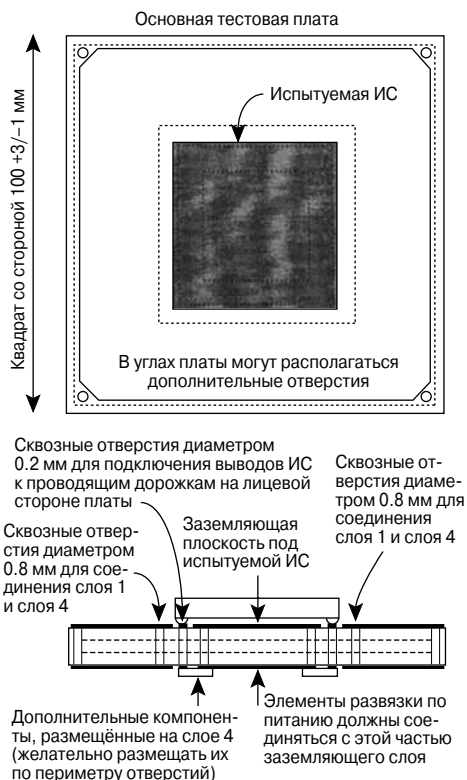 Основная тестовая плата
Квадрат со стороной 100 +3/−1 мм
Испытуемая ИС
В углах платы могут располагаться
дополнительные отверстия
Сквозные отверстия диаметром
0.2 мм для подключения выводов ИС
к проводящим дорожкам на лицевой
стороне платы
Сквозные от-
верстия диаме-
тром 0.8 мм для
соединения
слоя 1 и слоя 4
Сквозные отвер-
стия диаметром
0.8 мм для сое-
динения слоя 1
и слоя 4
Заземляющая
плоскость под
испытуемой ИС
Дополнительные компонен-
ты, размещённые на слое 4
(желательно размещать их
по периметру отверстий)
Элементы развязки по
питанию должны сое-
диняться с этой частью
заземляющего слоя